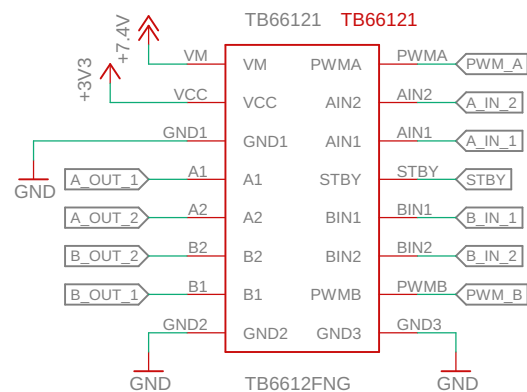 TB66121 TB66121
+7.4V
+3V3
VM VM PWMA PWMA PWM_A
VCC VCC AIN2 AIN2 A_IN_2
GND1 GND1 AIN1 AIN1 A_IN_1
GND
A_OUT_1 A1 A1 STBY STBY STBY
A_OUT_2 A2 A2 BIN1 BIN1 B_IN_1
B_OUT_2 B2 B2 BIN2 BIN2 B_IN_2
B_OUT_1 B1 B1 PWMB PWMB PWM_B
GND2 GND2 GND3 GND3
GND TB6612FNG GND